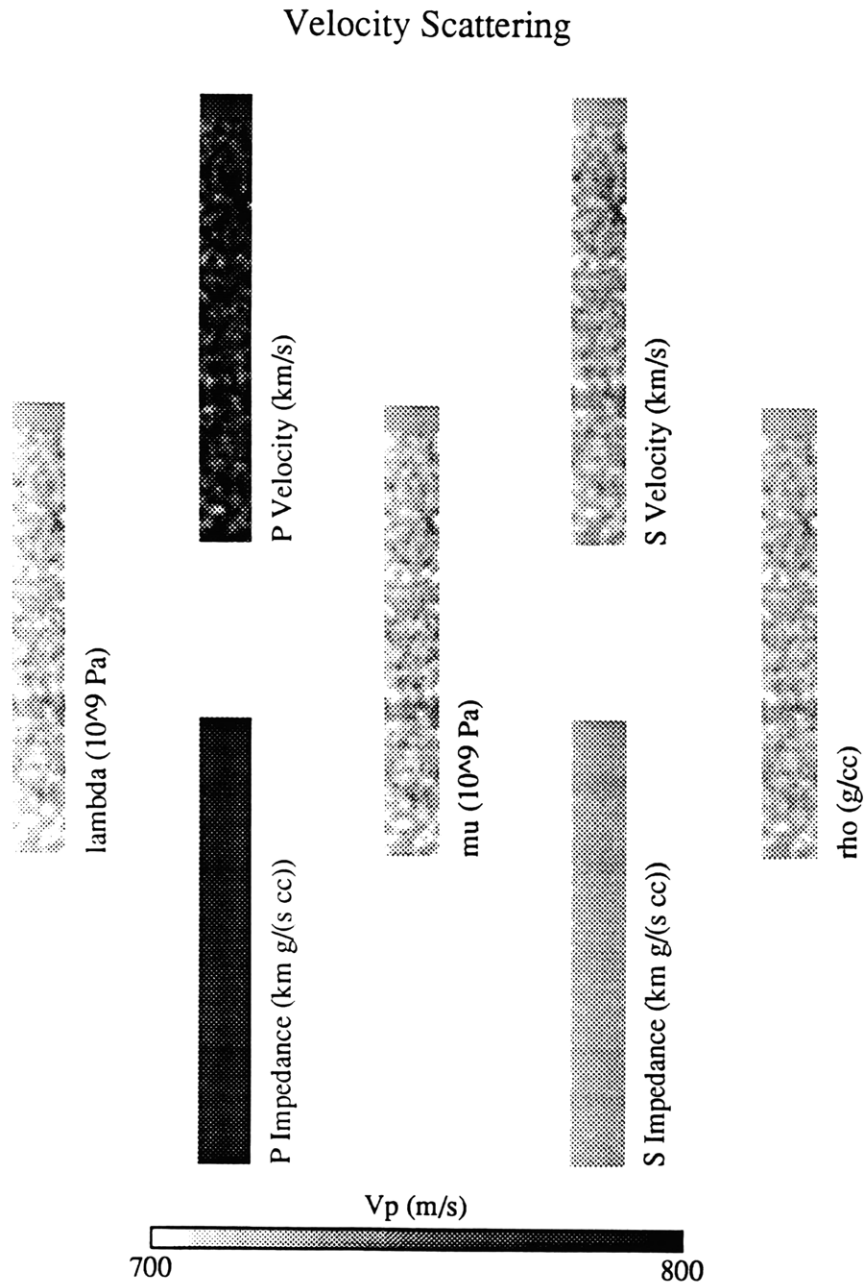 Velocity Scattering
P Velocity (km/s)
S Velocity (km/s)
lambda (10^9 Pa)
mu (10^9 Pa)
rho (g/cc)
P Impedance (km g/(s cc))
S Impedance (km g/(s cc))
Vp (m/s)
700
800